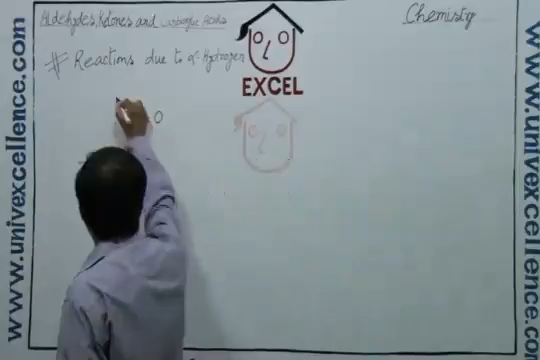 Aldehydes, Ketones and Carboxylic Acids
Chemistry
# Reactions due to α-Hydrogen
EXCEL
O
www.univexcellence.com
www.univexcellence.com